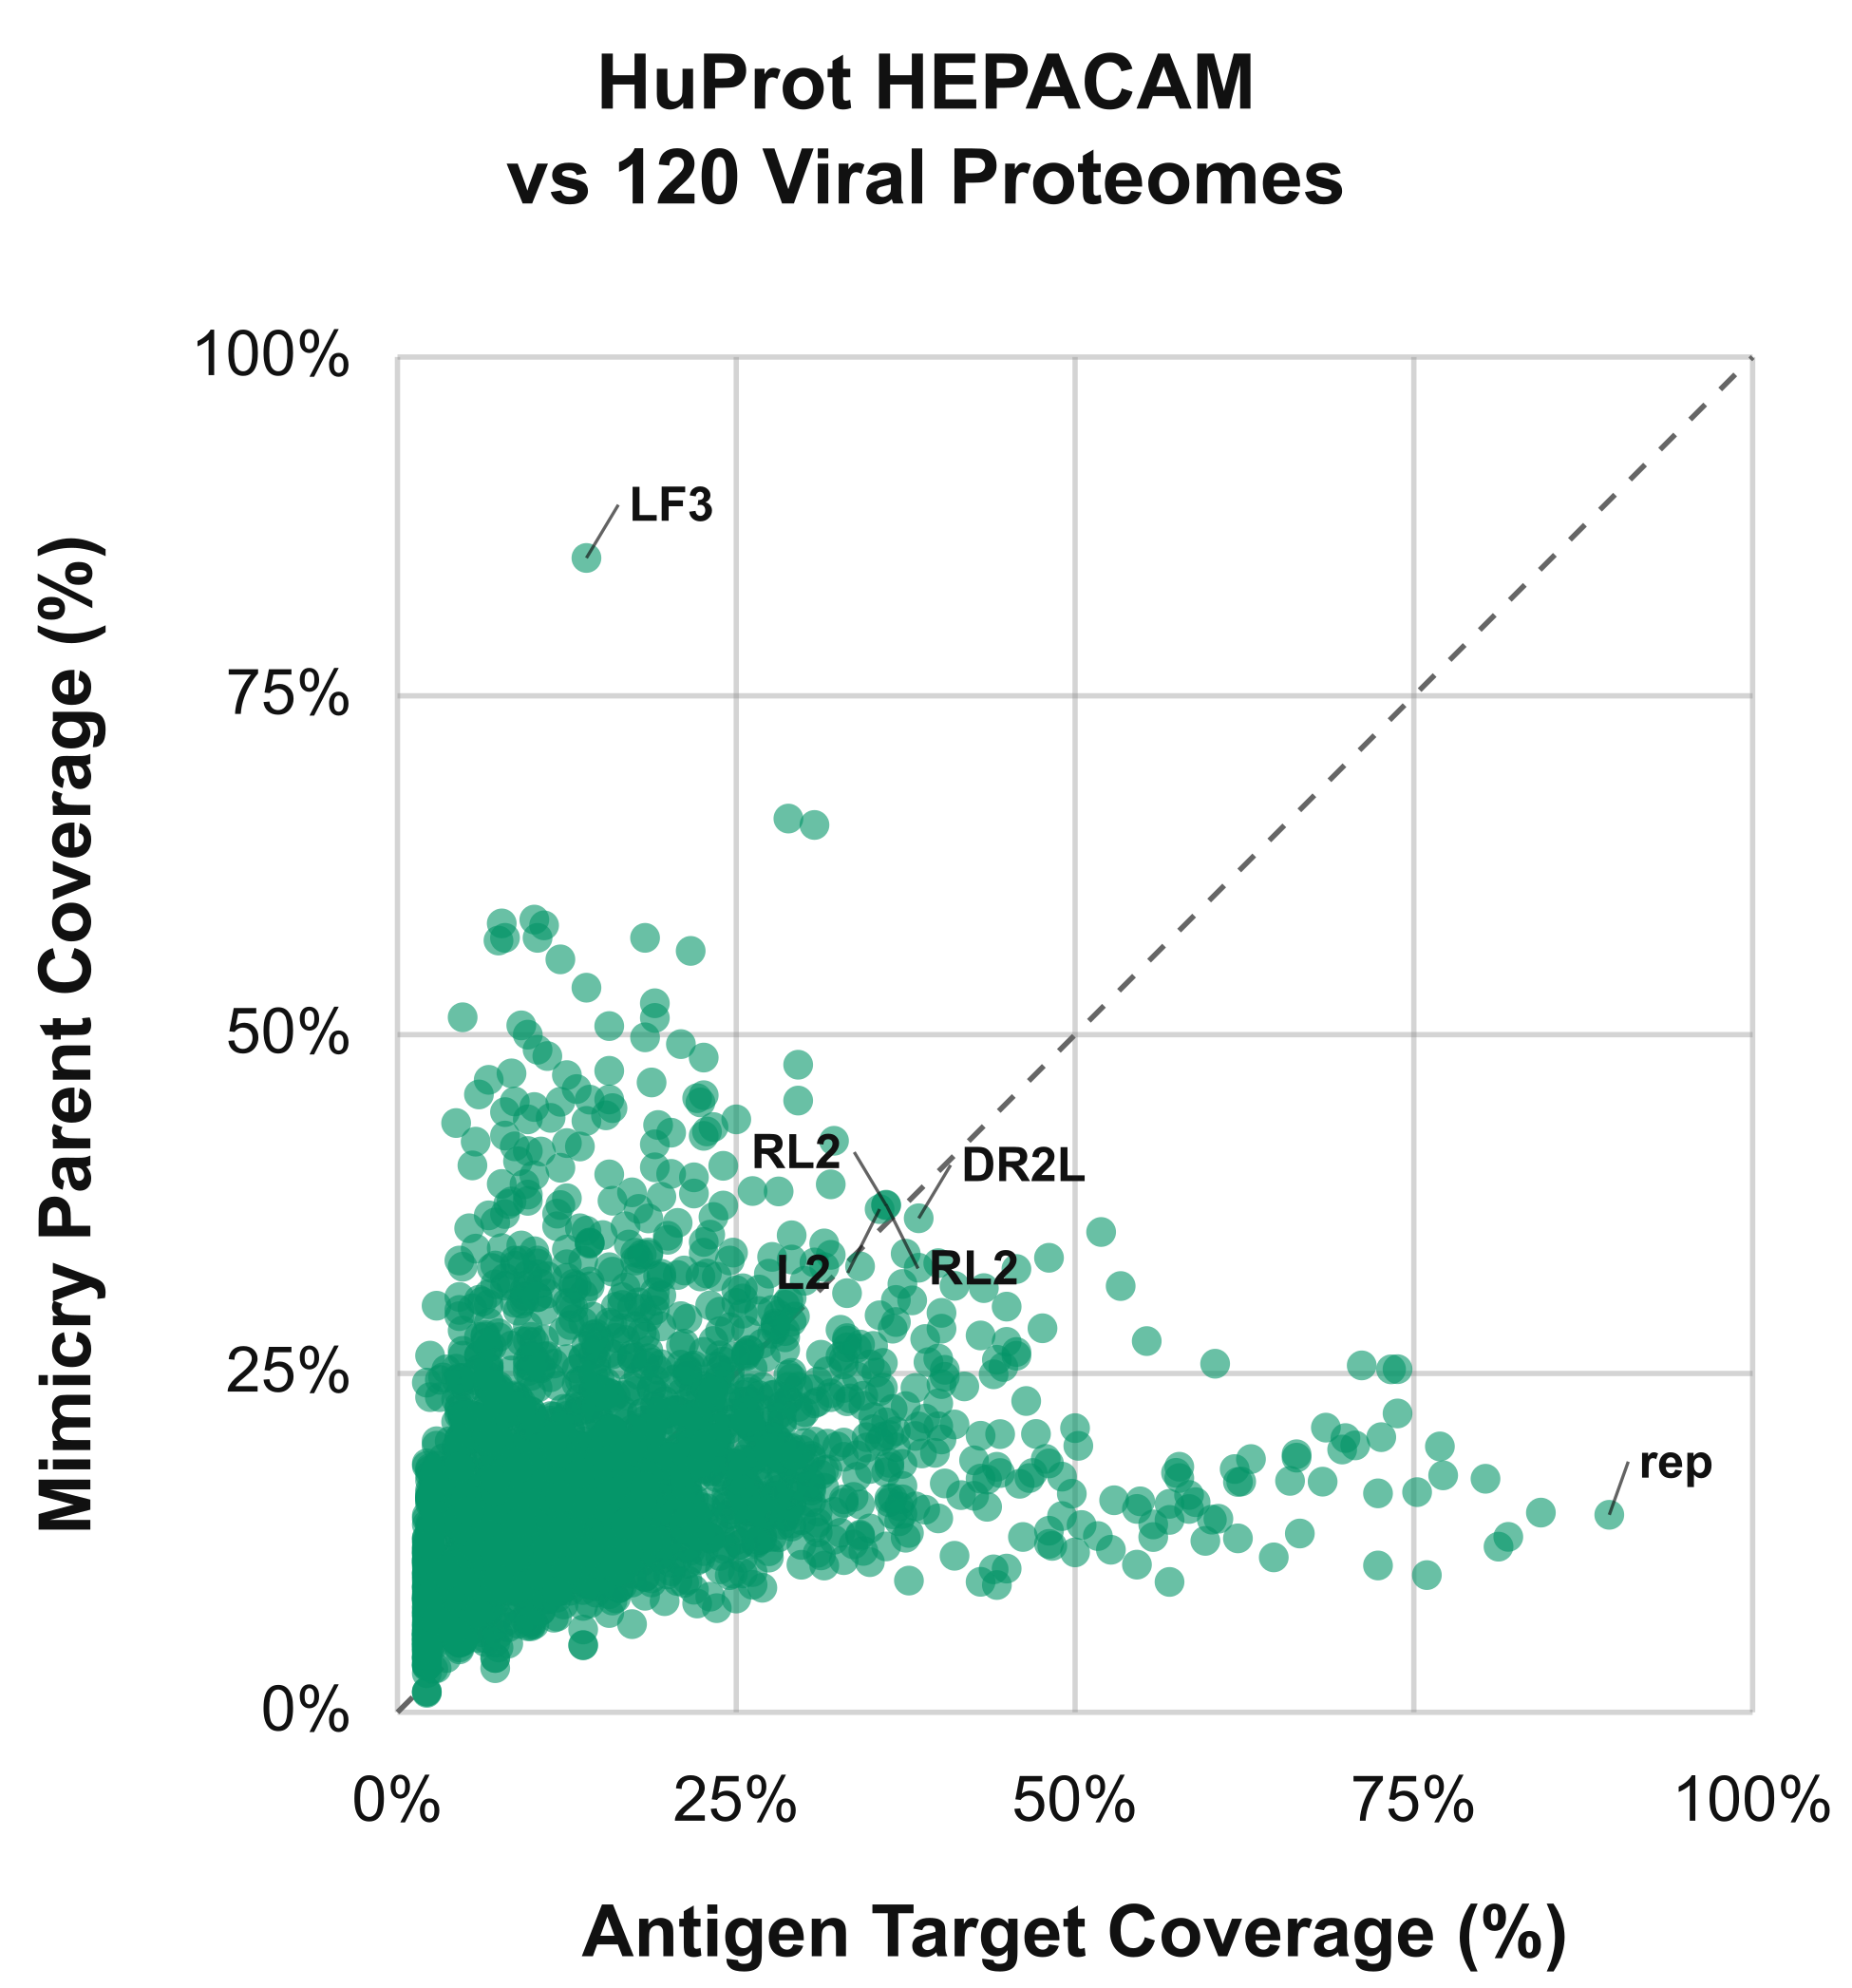 HuProt HEPACAM
vs 120 Viral Proteomes
100%
LF3
75%
50%
RL2
DR2L
L2
RL2
25%
rep
0%
0%
25%
50%
75%
100%
Mimicry Parent Coverage (%)
Antigen Target Coverage (%)